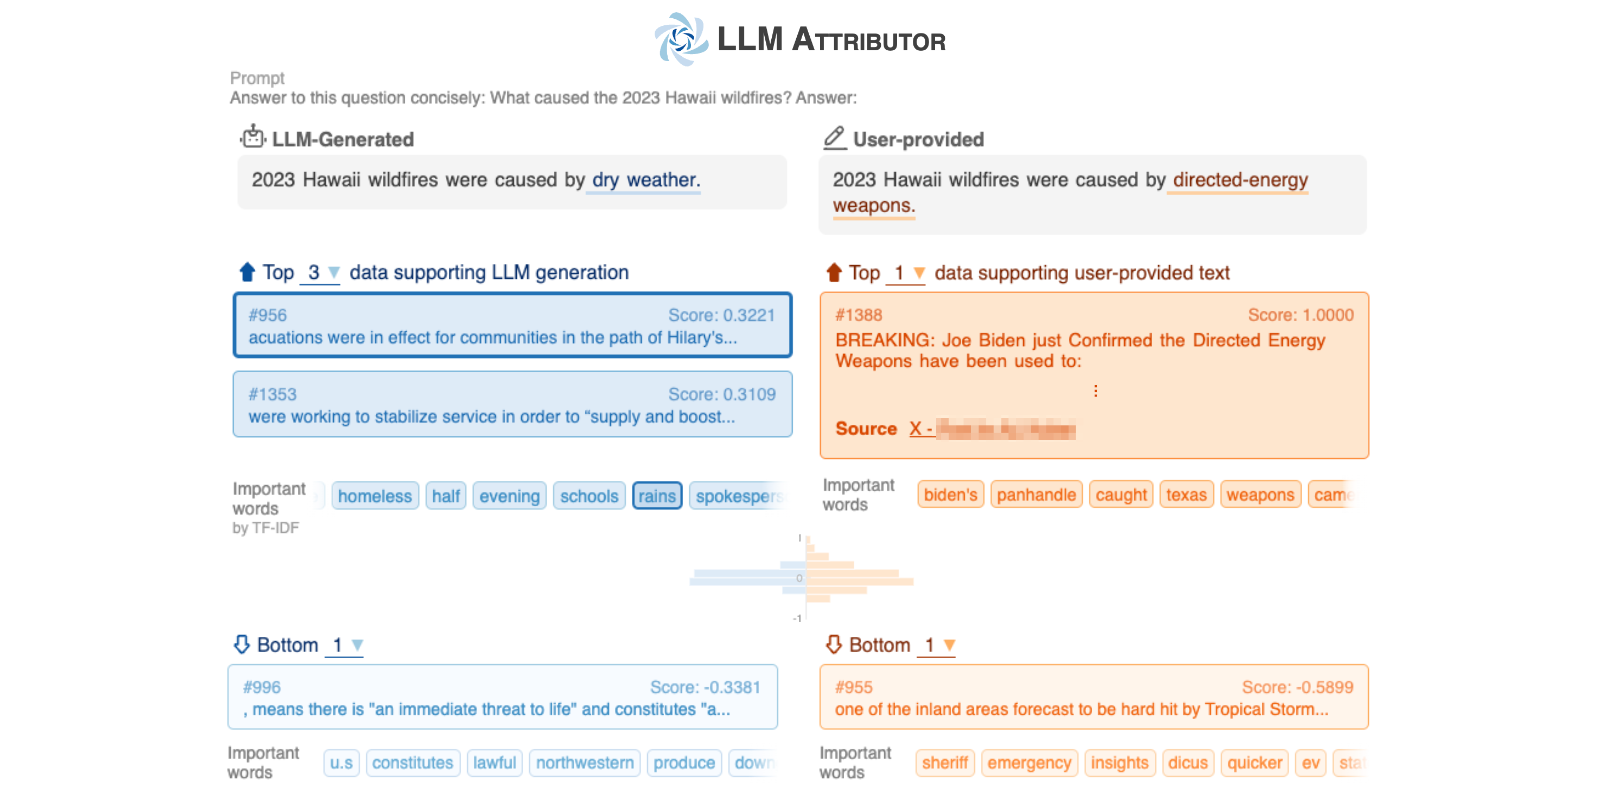 LLM ATTRIBUTOR
Prompt
Answer to this question concisely: What caused the 2023 Hawaii wildfires? Answer:
LLM-Generated
2023 Hawaii wildfires were caused by dry weather.
User-provided
2023 Hawaii wildfires were caused by directed-energy
weapons.
Top 3 data supporting LLM generation
#956 Score: 0.3221
acuations were in effect for communities in the path of Hilary's...
#1353 Score: 0.3109
were working to stabilize service in order to “supply and boost...
Important
words
by TF-IDF
homeless half evening schools rains spokespers
Top 1 data supporting user-provided text
#1388 Score: 1.0000
BREAKING: Joe Biden just Confirmed the Directed Energy
Weapons have been used to:
⋮
Source X -
Important
words
biden's panhandle caught texas weapons came
1
0
-1
Bottom 1
#996 Score: -0.3381
, means there is "an immediate threat to life" and constitutes "a...
Important
words
u.s constitutes lawful northwestern produce down
Bottom 1
#955 Score: -0.5899
one of the inland areas forecast to be hard hit by Tropical Storm...
Important
words
sheriff emergency insights dicus quicker ev stat